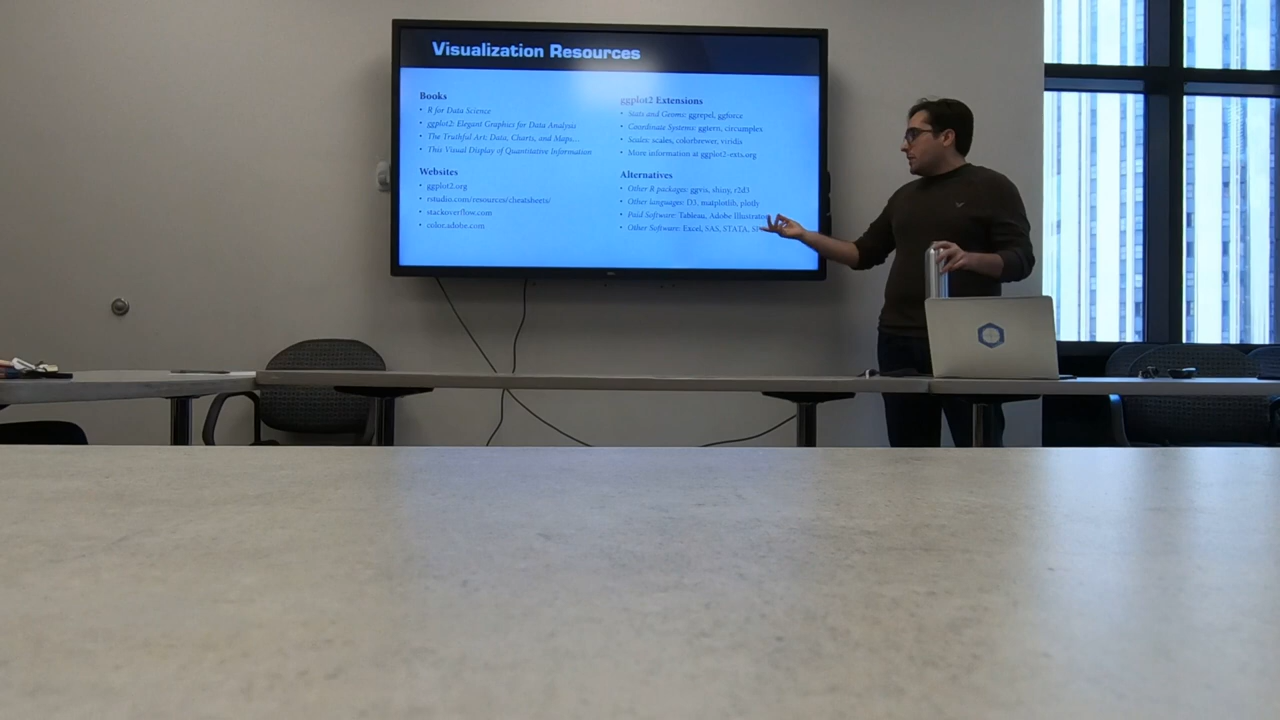 Visualization Resources
Books
• R for Data Science
• ggplot2: Elegant Graphics for Data Analysis
• The Truthful Art: Data, Charts, and Maps...
• This Visual Display of Quantitative Information
Websites
• ggplot2.org
• rstudio.com/resources/cheatsheets/
• stackoverflow.com
• color.adobe.com
ggplot2 Extensions
• Stats and Geoms: ggrepel, ggforce
• Coordinate Systems: ggtern, circumplex
• Scales: scales, colorbrewer, viridis
• More information at ggplot2-exts.org
Alternatives
• Other R packages: ggvis, shiny, r2d3
• Other languages: D3, matplotlib, plotly
• Paid Software: Tableau, Adobe Illustrator
• Other Software: Excel, SAS, STATA,